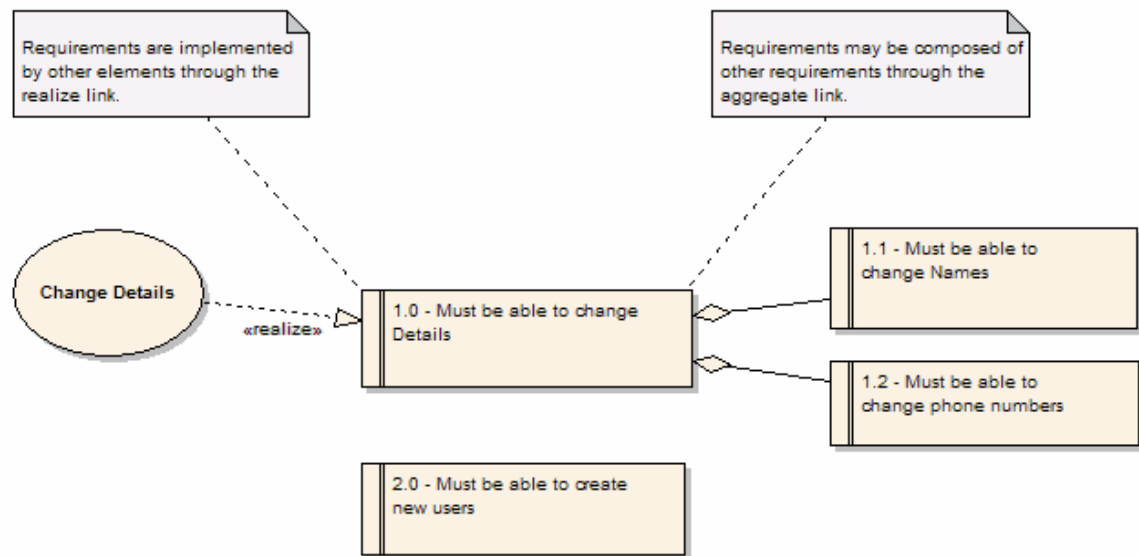 Requirements are implemented
by other elements through the
realize link.
Requirements may be composed of
other requirements through the
aggregate link.
Change Details
«realize»
1.0 - Must be able to change
Details
1.1 - Must be able to
change Names
1.2 - Must be able to
change phone numbers
2.0 - Must be able to create
new users